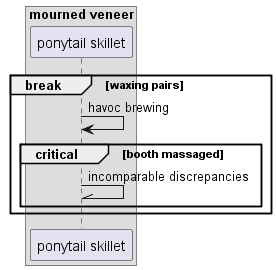 mourned veneer
ponytail skillet
break [waxing pairs]
havoc brewing
critical [booth massaged]
incomparable discrepancies
ponytail skillet